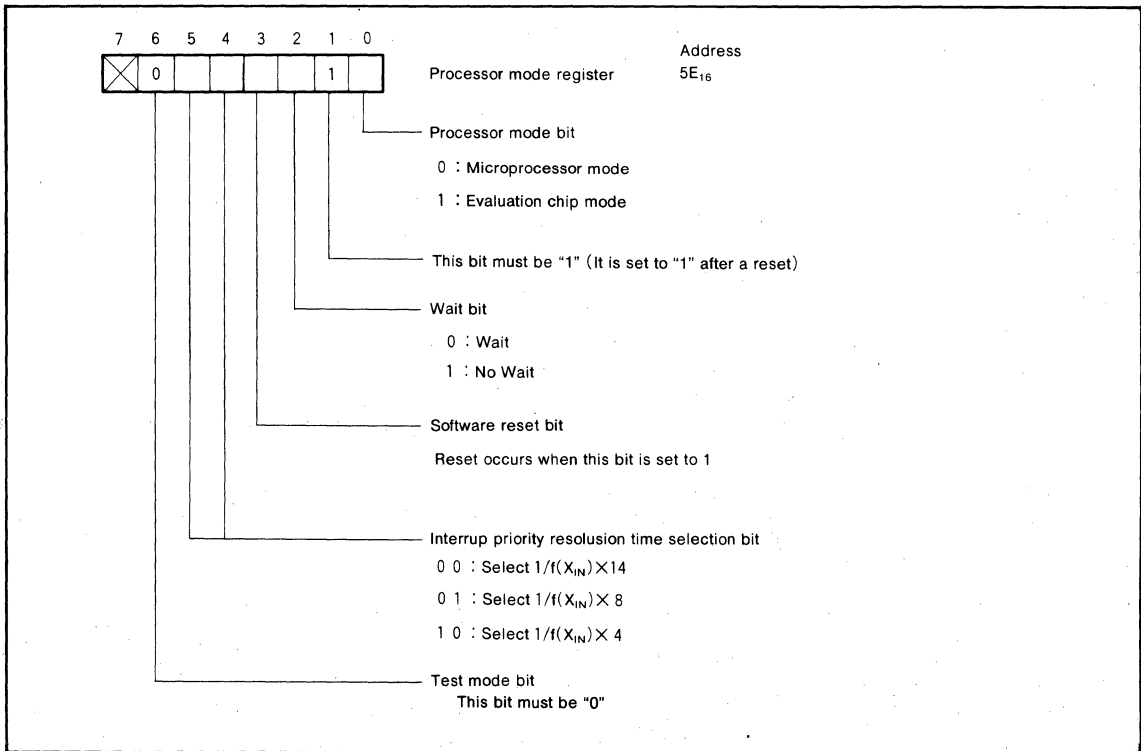 7 6 5 4 3 2 1 0
Address
0 1 Processor mode register 5E₁₆
Processor mode bit
0 : Microprocessor mode
1 : Evaluation chip mode
This bit must be “1” (It is set to “1” after a reset)
Wait bit
0 : Wait
1 : No Wait
Software reset bit
Reset occurs when this bit is set to 1
Interrup priority resolusion time selection bit
0 0 : Select 1/f(X_IN)×14
0 1 : Select 1/f(X_IN)× 8
1 0 : Select 1/f(X_IN)× 4
Test mode bit
This bit must be “0”